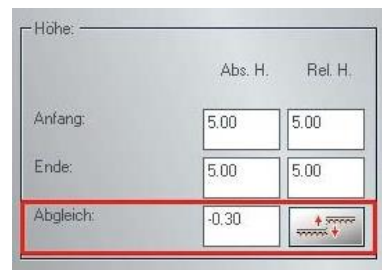 Höhe:
Abs. H. Rel. H.
Anfang: 5.00 5.00
Ende: 5.00 5.00
Abgleich: -0.30